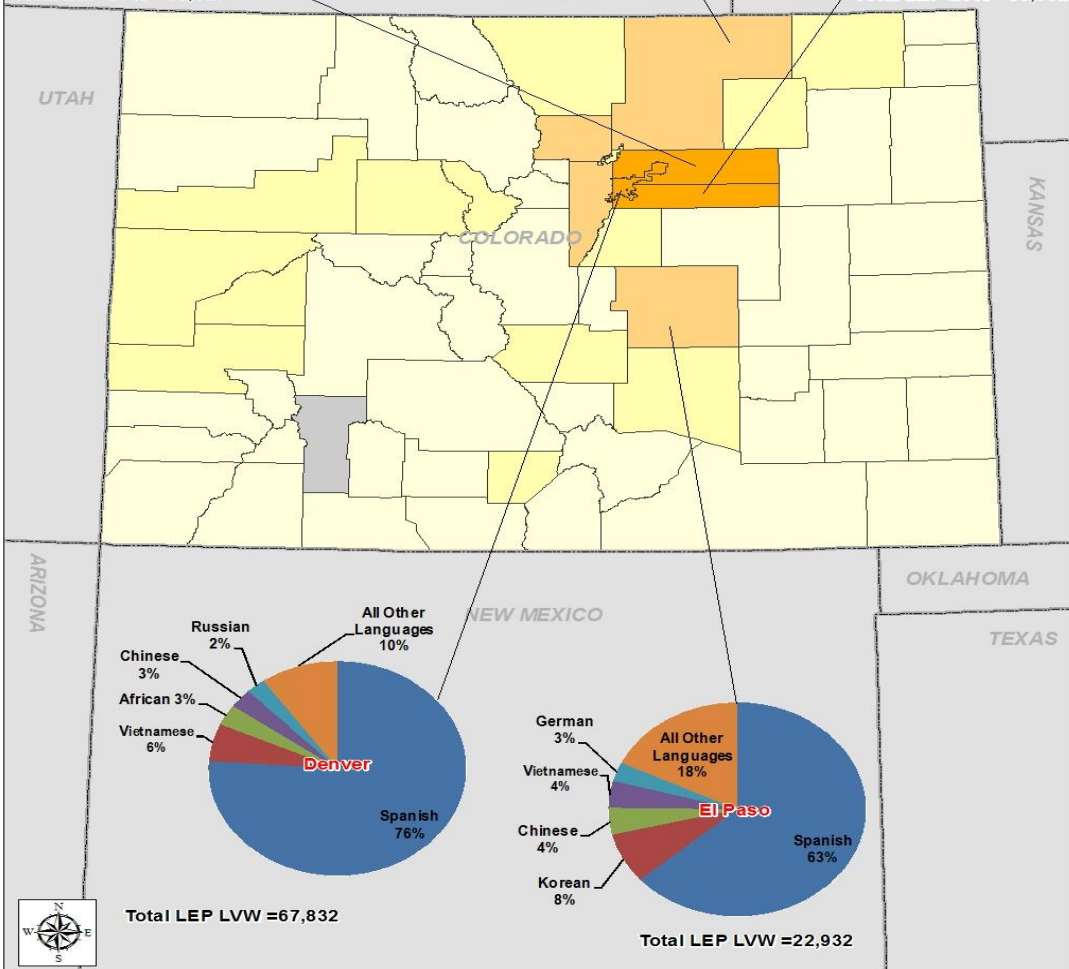 UTAH
KANSAS
COLORADO
ARIZONA
NEW MEXICO
OKLAHOMA
TEXAS
Russian
2%
Chinese
3%
African 3%
Vietnamese
6%
All Other
Languages
10%
Denver
Spanish
76%
Total LEP LVW =67,832
German
3%
Vietnamese
4%
Chinese
4%
Korean
8%
All Other
Languages
18%
El Paso
Spanish
63%
Total LEP LVW =22,932
N
W
E
S